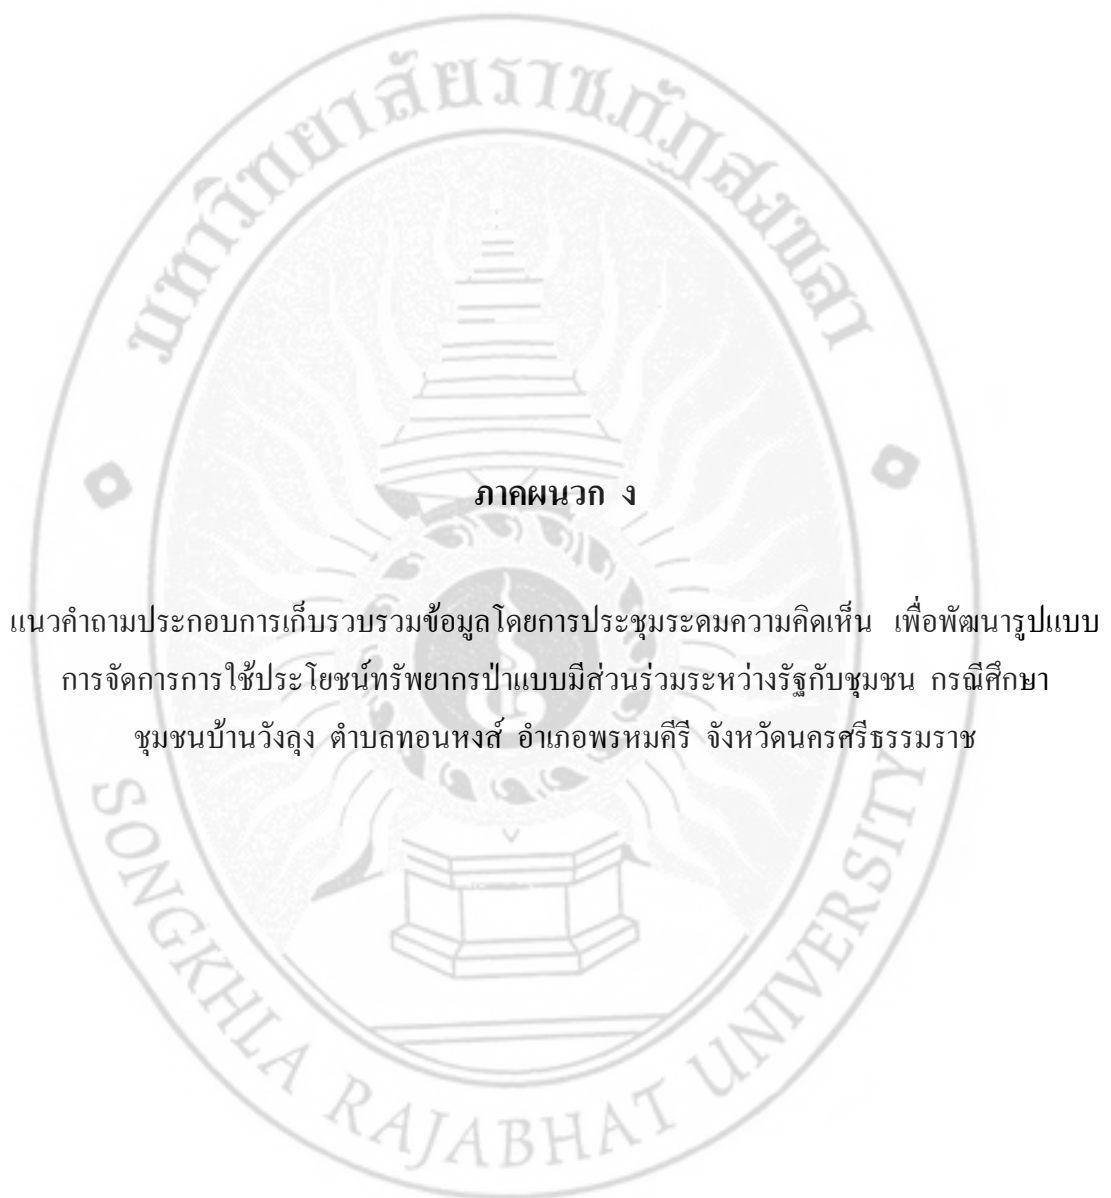 มหาวิทยาลัยราชภัฏสงขลา
ภาคผนวก ง
แนวคำถามประกอบการเก็บรวบรวมข้อมูลโดยการประชุมระดมความคิดเห็น เพื่อพัฒนารูปแบบ
การจัดการการใช้ประโยชน์ทรัพยากรป่าแบบมีส่วนร่วมระหว่างรัฐกับชุมชน กรณีศึกษา
ชุมชนบ้านวังลุง ตำบลทอนหงส์ อำเภอพรหมคีรี จังหวัดนครศรีธรรมราช
SONGKHLA RAJABHAT UNIVERSITY